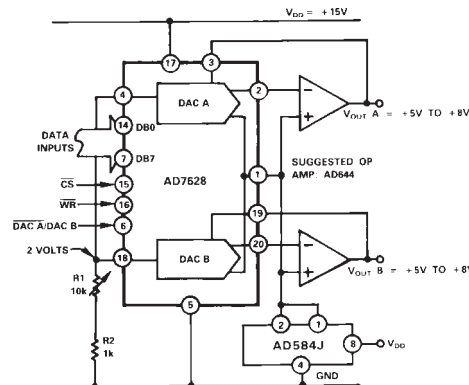 VDD = +15V
17
3
4
DAC A
2
14
DB0
VOUT A = +5V TO +8V
DATA
INPUTS
7
DB7
SUGGESTED OP
AMP: AD644
1
CS
15
AD7628
WR
16
19
DAC A/DAC B
6
20
2 VOLTS
18
DAC B
VOUT B = +5V TO +8V
R1
10k
5
2
1
AD584J
8
VDD
R2
1k
4
GND